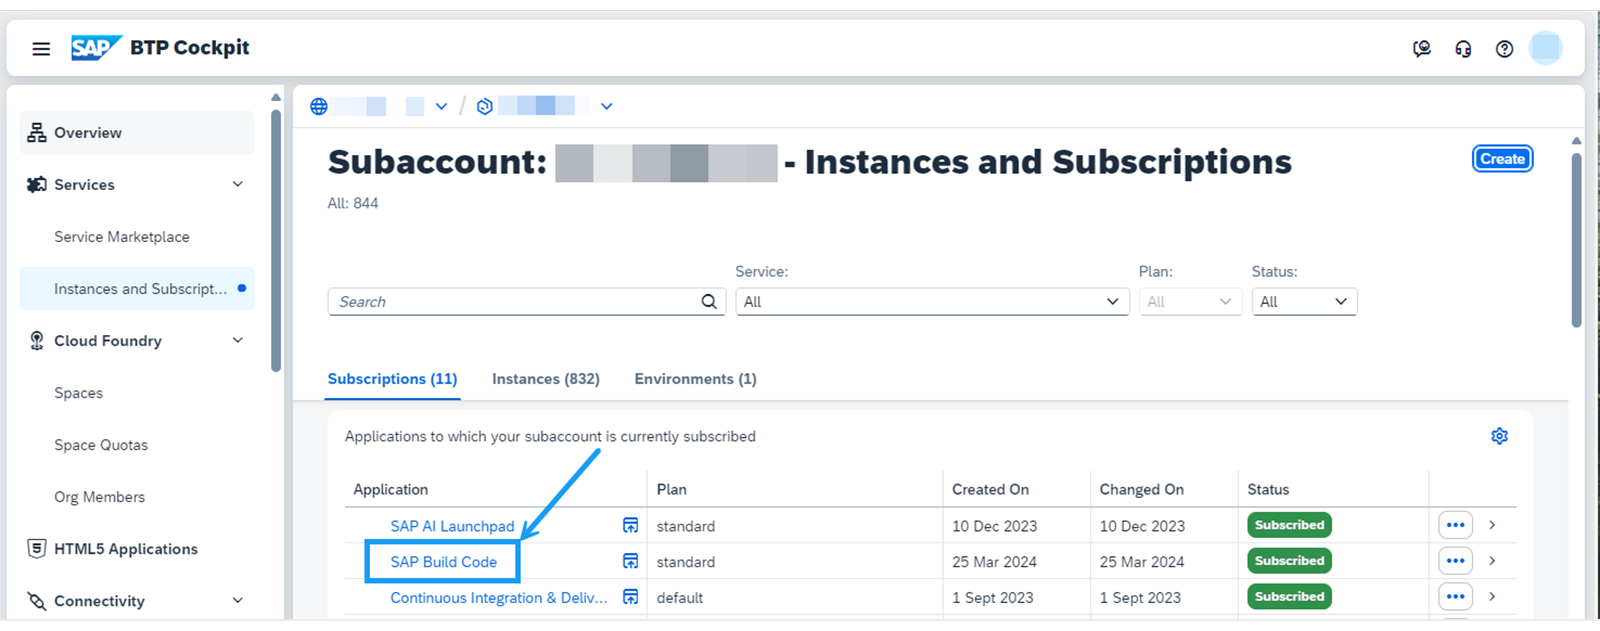 SAP BTP Cockpit
Overview
Services
Service Marketplace
Instances and Subscript...
Cloud Foundry
Spaces
Space Quotas
Org Members
HTML5 Applications
Connectivity
/
Subaccount: - Instances and Subscriptions
Create
All: 844
Service:
Plan:
Status:
Search
All
All
All
Subscriptions (11) Instances (832) Environments (1)
Applications to which your subaccount is currently subscribed
Application Plan Created On Changed On Status
SAP AI Launchpad standard 10 Dec 2023 10 Dec 2023 Subscribed
SAP Build Code standard 25 Mar 2024 25 Mar 2024 Subscribed
Continuous Integration & Deliv... default 1 Sept 2023 1 Sept 2023 Subscribed